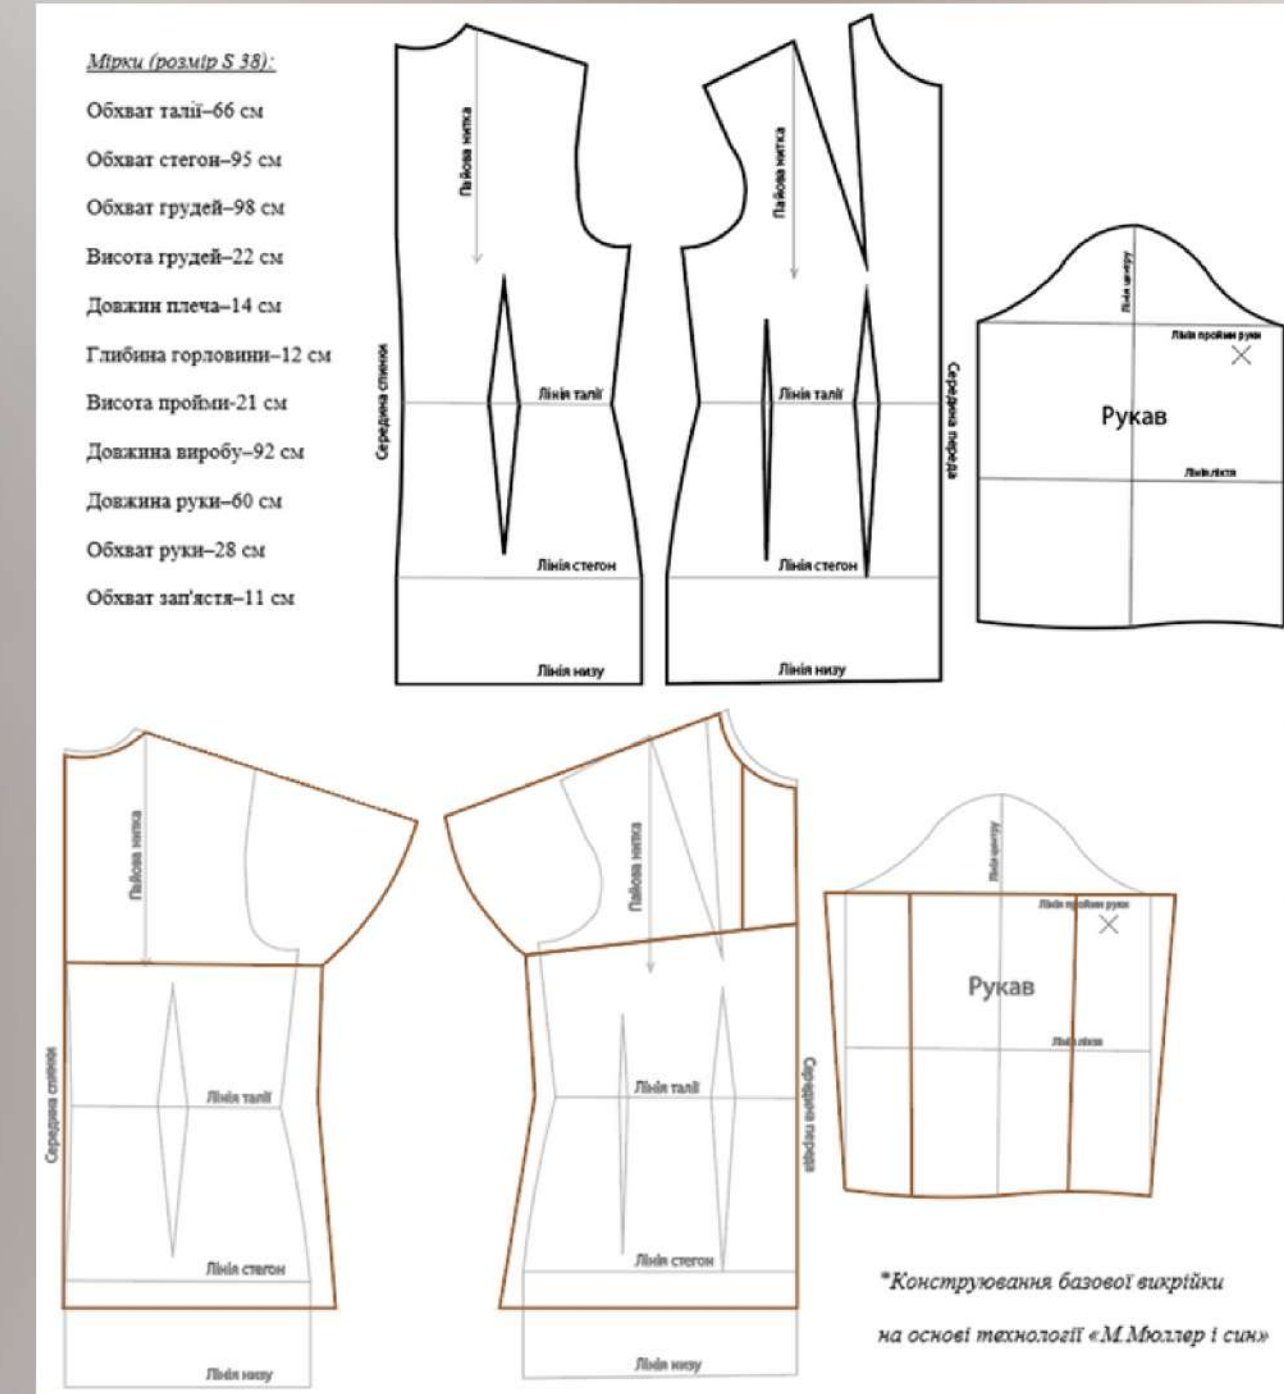 Мірки (розмір S 38):
Обхват талії–66 см
Обхват стегон–95 см
Обхват грудей–98 см
Висота грудей–22 см
Довжин плеча–14 см
Глибина горловини–12 см
Висота пройми-21 см
Довжина виробу–92 см
Довжина руки–60 см
Обхват руки–28 см
Обхват зап'ястя–11 см
Пайова нитка
Середина спинки
Лінія талії
Лінія стегон
Лінія низу
Пайова нитка
Лінія талії
Лінія стегон
Лінія низу
Середина переда
Лінія центру
Лінія пройми руки
Рукав
Лінія ліктя
Пайова нитка
Середина спинки
Лінія талії
Лінія стегон
Лінія низу
Пайова нитка
Лінія талії
Лінія стегон
Лінія низу
Середина переда
Лінія центру
Лінія пройми руки
Рукав
Лінія ліктя
*Конструювання базової викрійки
на основі технології «М.Мюллер і син»